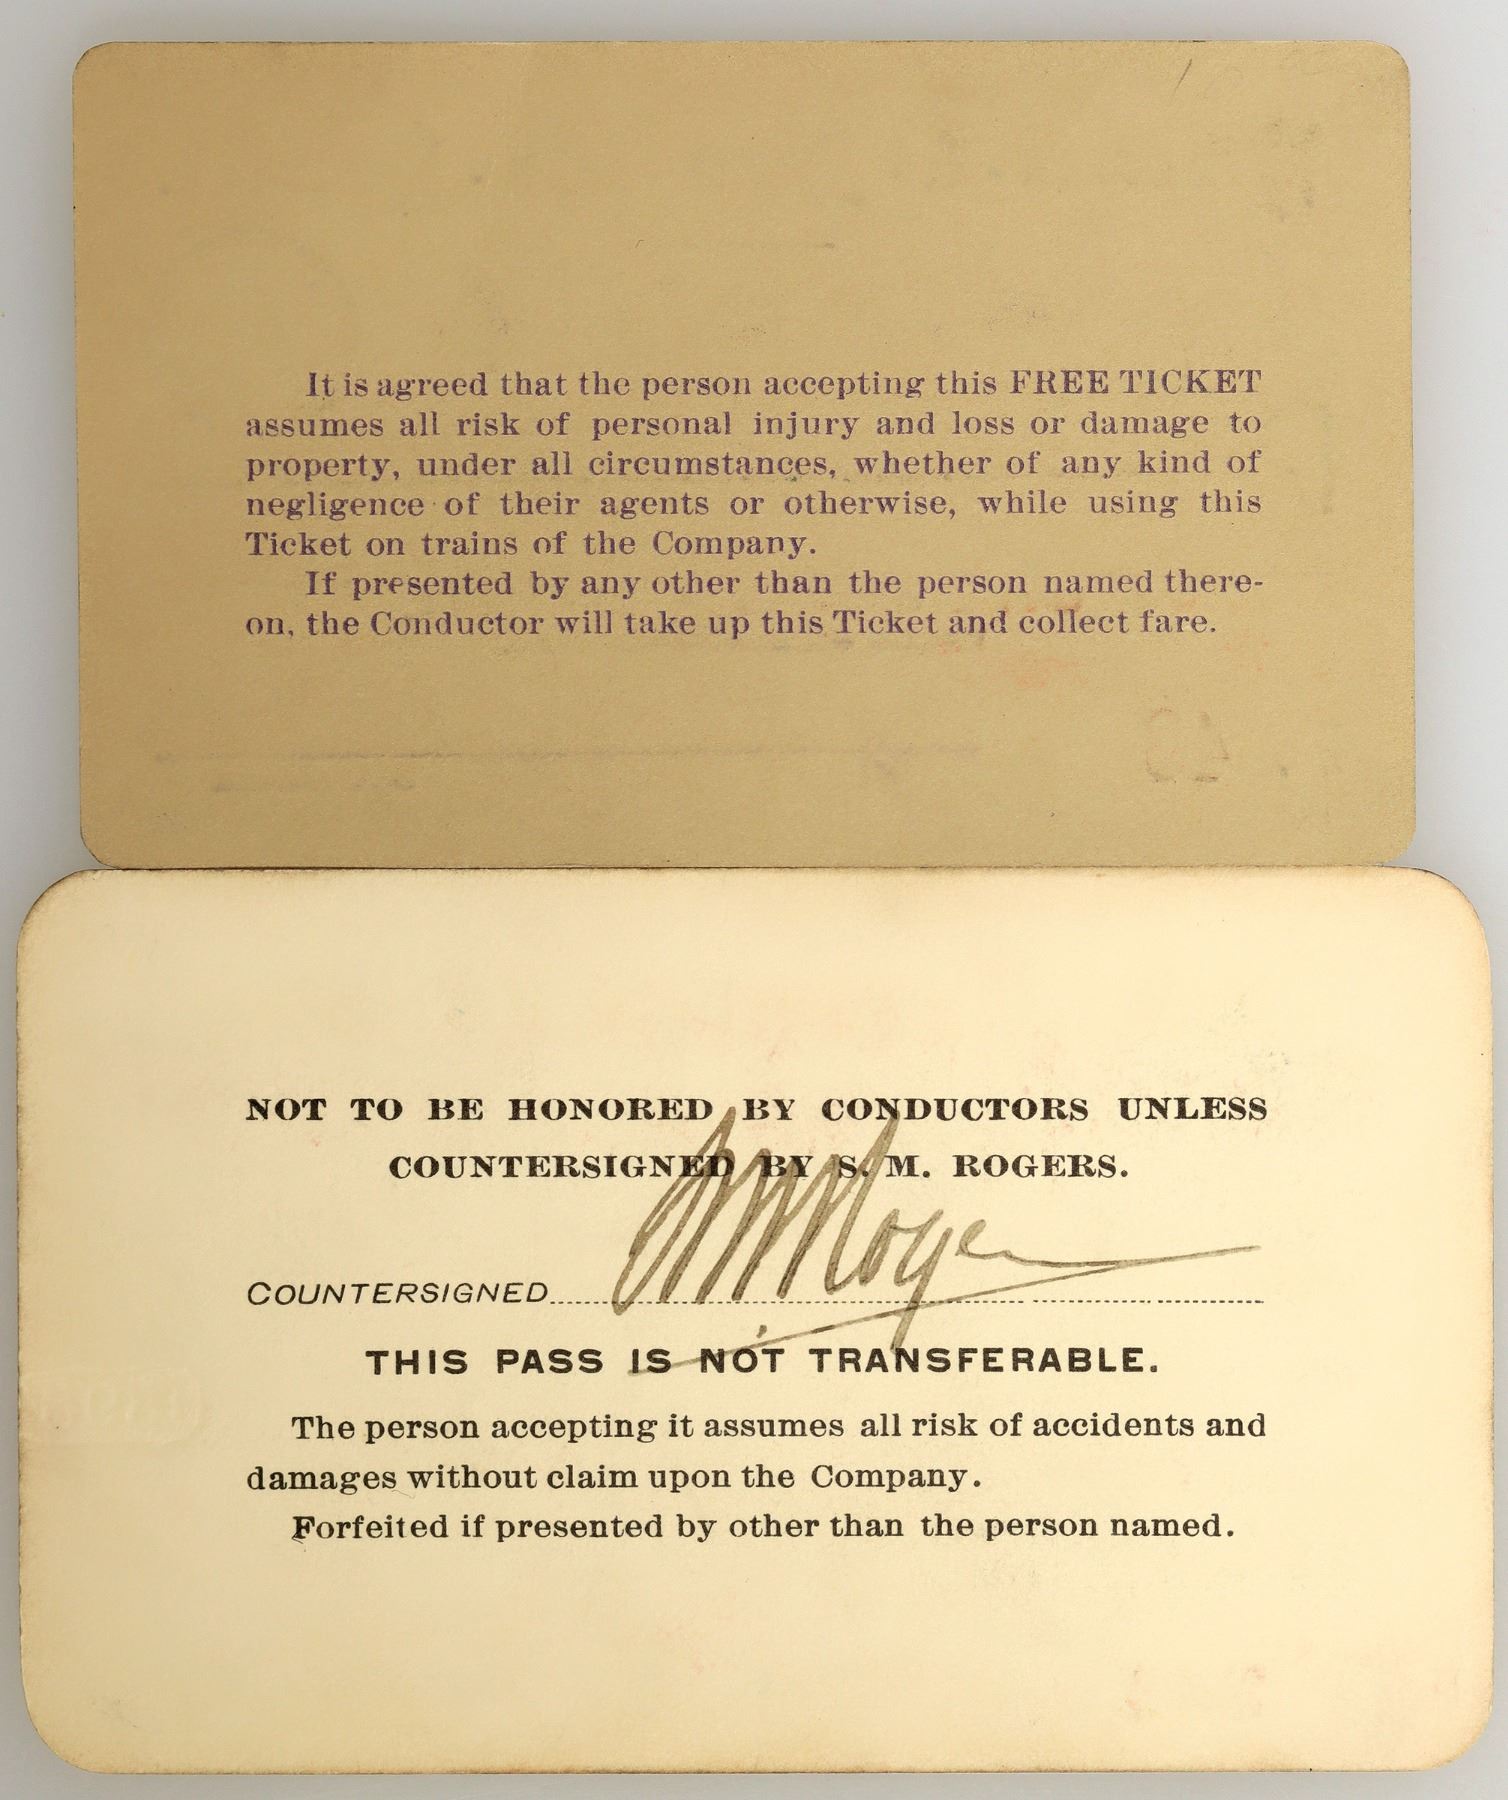 It is agreed that the person accepting this FREE TICKET
assumes all risk of personal injury and loss or damage to
property, under all circumstances, whether of any kind of
negligence of their agents or otherwise, while using this
Ticket on trains of the Company.
If presented by any other than the person named there-
on, the Conductor will take up this Ticket and collect fare.
NOT TO BE HONORED BY CONDUCTORS UNLESS
COUNTERSIGNED BY S. M. ROGERS.
COUNTERSIGNED S M Rogers
THIS PASS IS NOT TRANSFERABLE.
The person accepting it assumes all risk of accidents and
damages without claim upon the Company.
Forfeited if presented by other than the person named.